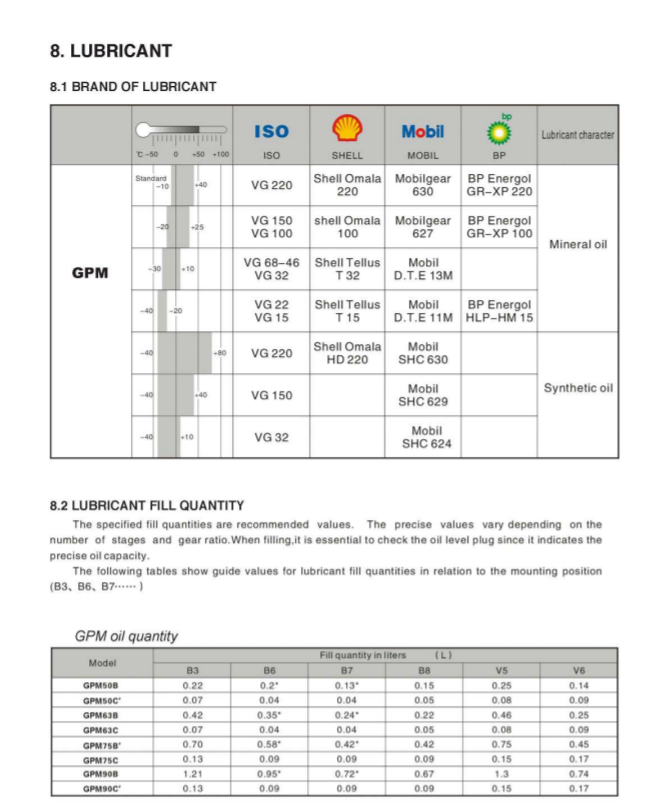 8. LUBRICANT
8.1 BRAND OF LUBRICANT
ISO Mobil bp
°C -50 0 +50 +100 ISO SHELL MOBIL BP Lubricant character
GPM
Standard
-10 +40 VG 220 Shell Omala 220 Mobilgear 630 BP Energol GR-XP 220
-20 +25 VG 150 VG 100 shell Omala 100 Mobilgear 627 BP Energol GR-XP 100
Mineral oil
-30 +10 VG 68-46 VG 32 Shell Tellus T 32 Mobil D.T.E 13M
-40 -20 VG 22 VG 15 Shell Tellus T 15 Mobil D.T.E 11M BP Energol HLP-HM 15
-40 +80 VG 220 Shell Omala HD 220 Mobil SHC 630
-40 +40 VG 150 Mobil SHC 629
Synthetic oil
-40 +10 VG 32 Mobil SHC 624
8.2 LUBRICANT FILL QUANTITY
The specified fill quantities are recommended values. The precise values vary depending on the
number of stages and gear ratio.When filling,it is essential to check the oil level plug since it indicates the
precise oil capacity.
The following tables show guide values for lubricant fill quantities in relation to the mounting position
(B3、B6、B7······ )
GPM oil quantity
Model Fill quantity in liters (L)
B3 B6 B7 B8 V5 V6
GPM50B 0.22 0.2* 0.13* 0.15 0.25 0.14
GPM50C* 0.07 0.04 0.04 0.05 0.08 0.09
GPM63B 0.42 0.35* 0.24* 0.22 0.46 0.25
GPM63C 0.07 0.04 0.04 0.05 0.08 0.09
GPM75B* 0.70 0.58* 0.42* 0.42 0.75 0.45
GPM75C 0.13 0.09 0.09 0.09 0.15 0.17
GPM90B 1.21 0.95* 0.72* 0.67 1.3 0.74
GPM90C* 0.13 0.09 0.09 0.09 0.15 0.17